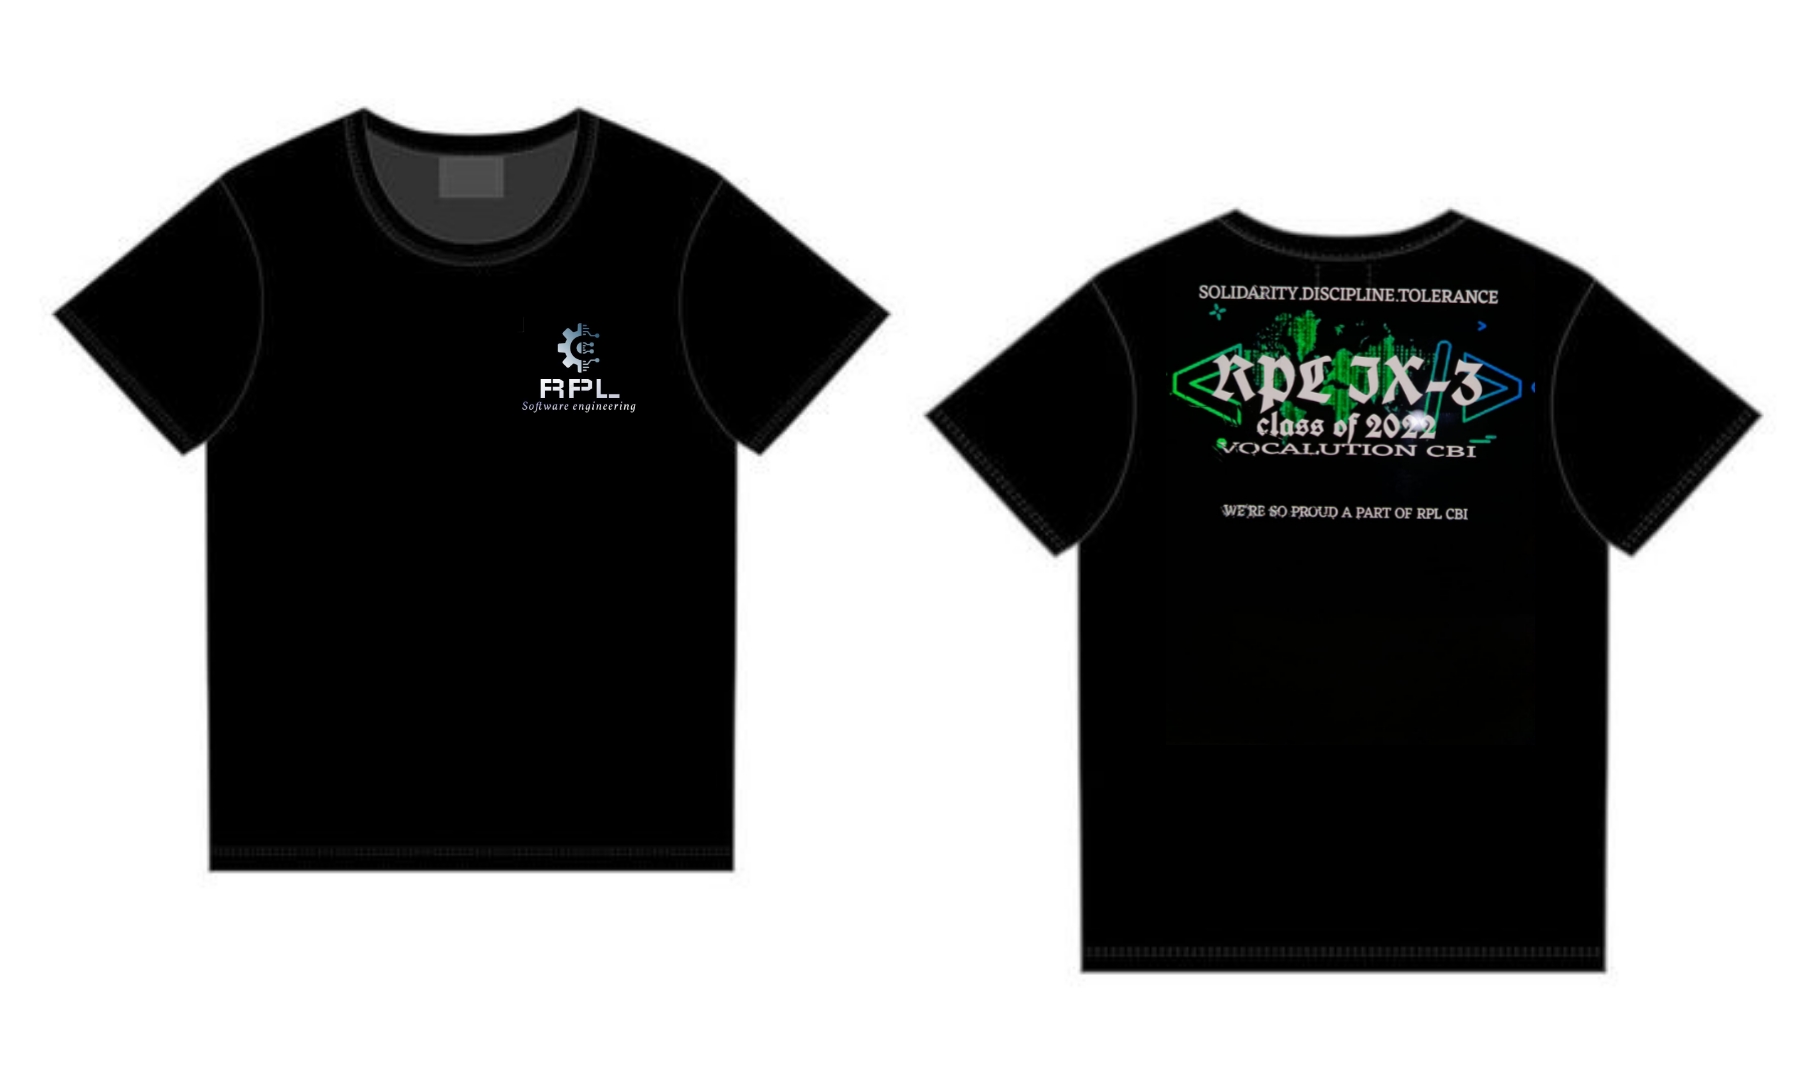 RPL
Software engineering
SOLIDARITY.DISCIPLINE.TOLERANCE
RPL IX-3
class of 2022
VOCALUTION CBI
WE'RE SO PROUD A PART OF RPL CBI